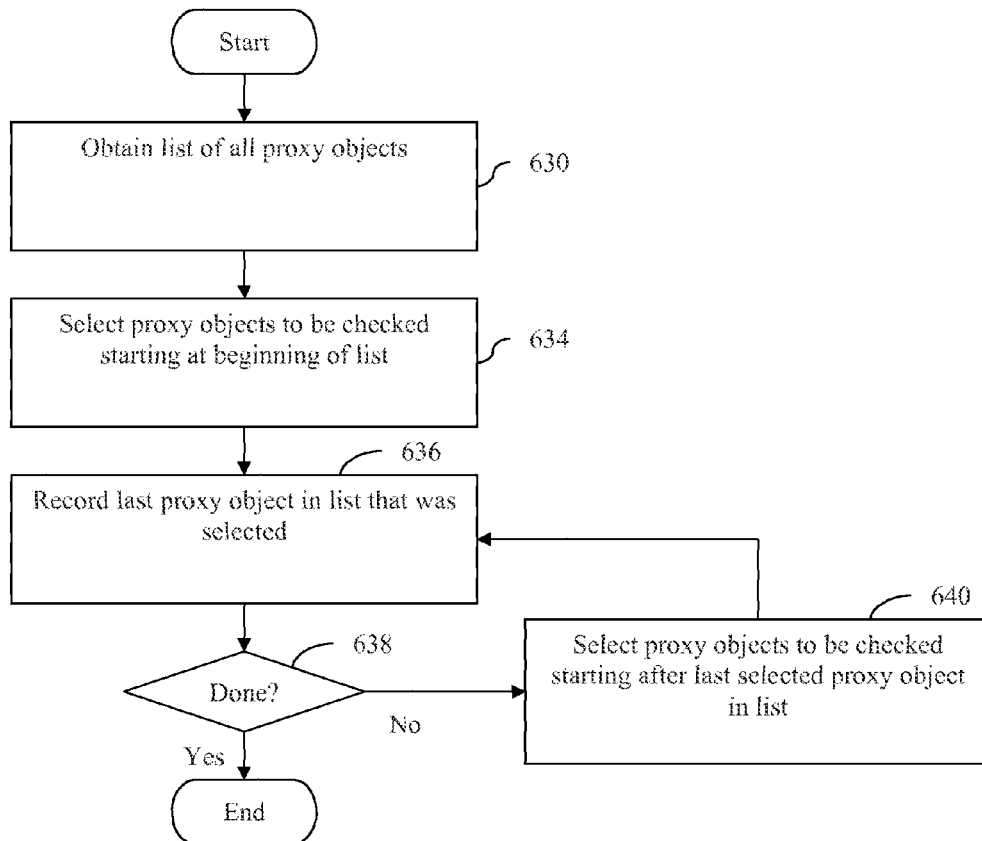 Start
Obtain list of all proxy objects
630
Select proxy objects to be checked
starting at beginning of list
634
636
Record last proxy object in list that was
selected
640
638
Select proxy objects to be checked
starting after last selected proxy object
in list
Done?
No
Yes
End